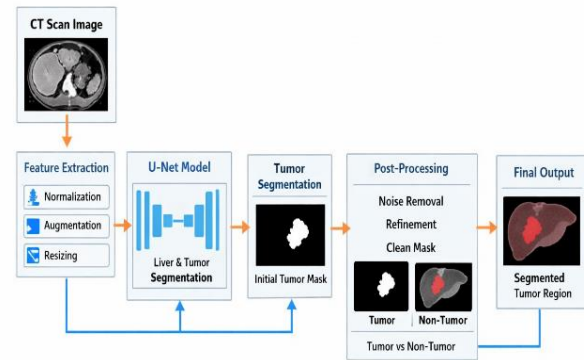 CT Scan Image
Feature Extraction
Normalization
Augmentation
Resizing
U-Net Model
Liver & Tumor
Segmentation
Tumor
Segmentation
Initial Tumor Mask
Post-Processing
Noise Removal
Refinement
Clean Mask
Tumor
Non-Tumor
Tumor vs Non-Tumor
Final Output
Segmented
Tumor Region